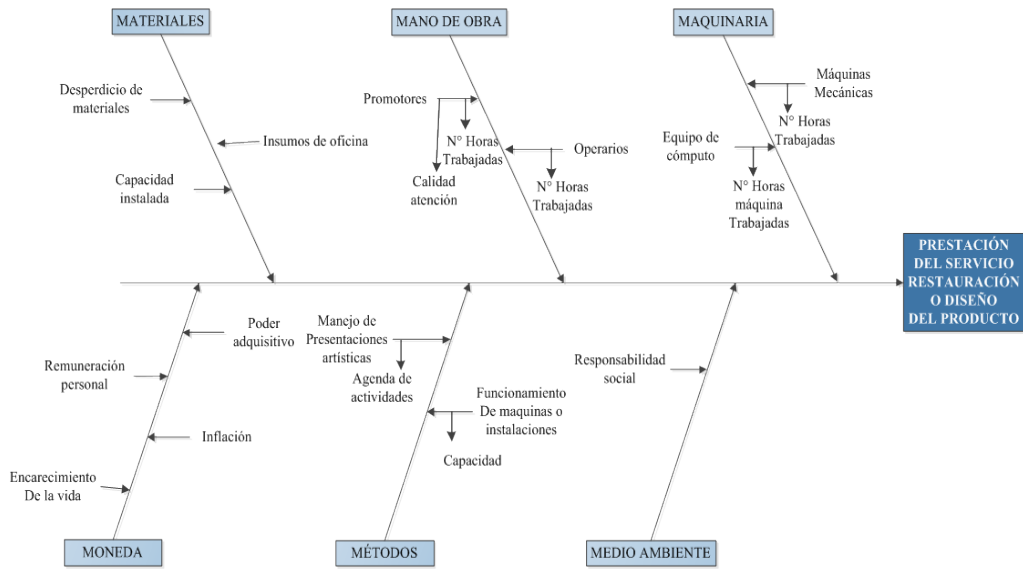 MATERIALES
MANO DE OBRA
MAQUINARIA
Desperdicio de
materiales
Insumos de oficina
Capacidad
instalada
Promotores
N° Horas
Trabajadas
Calidad
atención
Operarios
N° Horas
Trabajadas
Máquinas
Mecánicas
N° Horas
Trabajadas
Equipo de
cómputo
N° Horas
máquina
Trabajadas
PRESTACIÓN
DEL SERVICIO
RESTAURACIÓN
O DISEÑO
DEL PRODUCTO
Poder
adquisitivo
Remuneración
personal
Inflación
Encarecimiento
De la vida
Manejo de
Presentaciones
artísticas
Agenda de
actividades
Funcionamiento
De maquinas o
instalaciones
Capacidad
Responsabilidad
social
MONEDA
MÉTODOS
MEDIO AMBIENTE